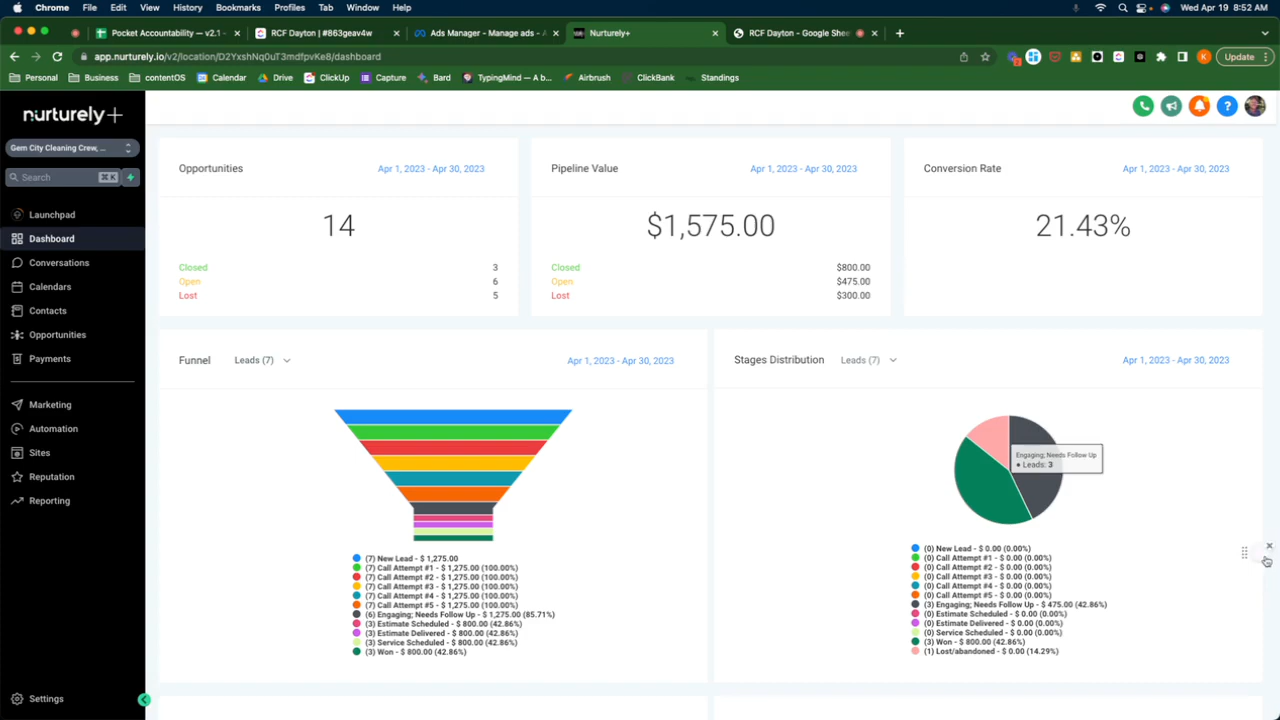 Chrome File Edit View History Bookmarks Profiles Tab Window Help Wed Apr 19 8:52 AM
Pocket Accountability — v2.1 - RCF Dayton | #863geav4w Ads Manager - Manage ads - A Nurturely+ RCF Dayton - Google Shee
app.nurturely.io/v2/location/D2YxshNq0uT3mdfpvKe8/dashboard Update
Personal Business contentOS Calendar Drive ClickUp Capture Bard TypingMind — A b... Airbrush ClickBank Standings
nurturely+
Gem City Cleaning Crew, ...
Search ⌘ K
Launchpad
Dashboard
Conversations
Calendars
Contacts
Opportunities
Payments
Marketing
Automation
Sites
Reputation
Reporting
Settings
Opportunities Apr 1, 2023 - Apr 30, 2023
14
Closed 3
Open 6
Lost 5
Pipeline Value Apr 1, 2023 - Apr 30, 2023
$1,575.00
Closed $800.00
Open $475.00
Lost $300.00
Conversion Rate Apr 1, 2023 - Apr 30, 2023
21.43%
Funnel Leads (7) Apr 1, 2023 - Apr 30, 2023
(7) New Lead - $ 1,275.00
(7) Call Attempt #1 - $ 1,275.00 (100.00%)
(7) Call Attempt #2 - $ 1,275.00 (100.00%)
(7) Call Attempt #3 - $ 1,275.00 (100.00%)
(7) Call Attempt #4 - $ 1,275.00 (100.00%)
(7) Call Attempt #5 - $ 1,275.00 (100.00%)
(6) Engaging; Needs Follow Up - $ 1,275.00 (85.71%)
(3) Estimate Scheduled - $ 800.00 (42.86%)
(3) Estimate Delivered - $ 800.00 (42.86%)
(3) Service Scheduled - $ 800.00 (42.86%)
(3) Won - $ 800.00 (42.86%)
Stages Distribution Leads (7) Apr 1, 2023 - Apr 30, 2023
Engaging; Needs Follow Up
Leads: 3
(0) New Lead - $ 0.00 (0.00%)
(0) Call Attempt #1 - $ 0.00 (0.00%)
(0) Call Attempt #2 - $ 0.00 (0.00%)
(0) Call Attempt #3 - $ 0.00 (0.00%)
(0) Call Attempt #4 - $ 0.00 (0.00%)
(0) Call Attempt #5 - $ 0.00 (0.00%)
(3) Engaging; Needs Follow Up - $ 475.00 (42.86%)
(0) Estimate Scheduled - $ 0.00 (0.00%)
(0) Estimate Delivered - $ 0.00 (0.00%)
(0) Service Scheduled - $ 0.00 (0.00%)
(3) Won - $ 800.00 (42.86%)
(1) Lost/abandoned - $ 0.00 (14.29%)